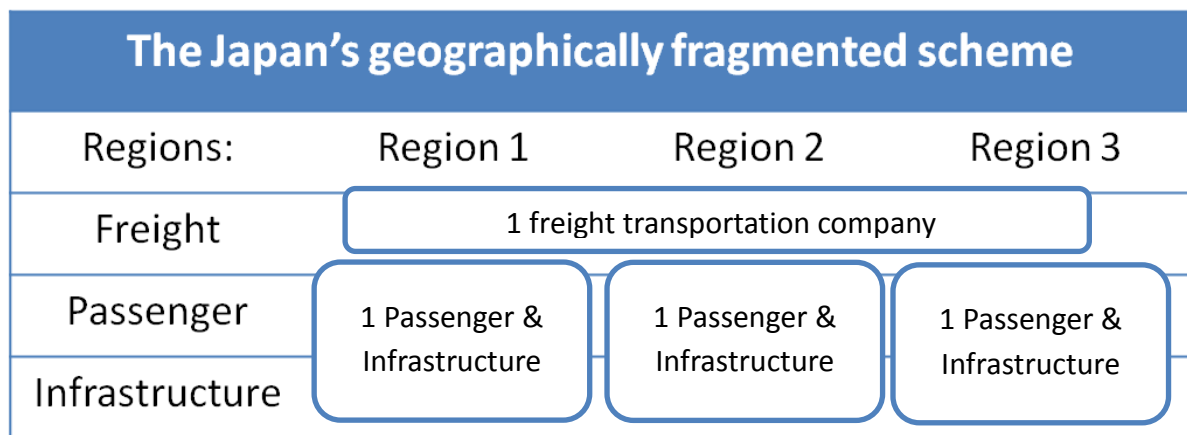 The Japan's geographically fragmented scheme
Regions: Region 1 Region 2 Region 3
Freight 1 freight transportation company
Passenger
Infrastructure
1 Passenger &
Infrastructure
1 Passenger &
Infrastructure
1 Passenger &
Infrastructure